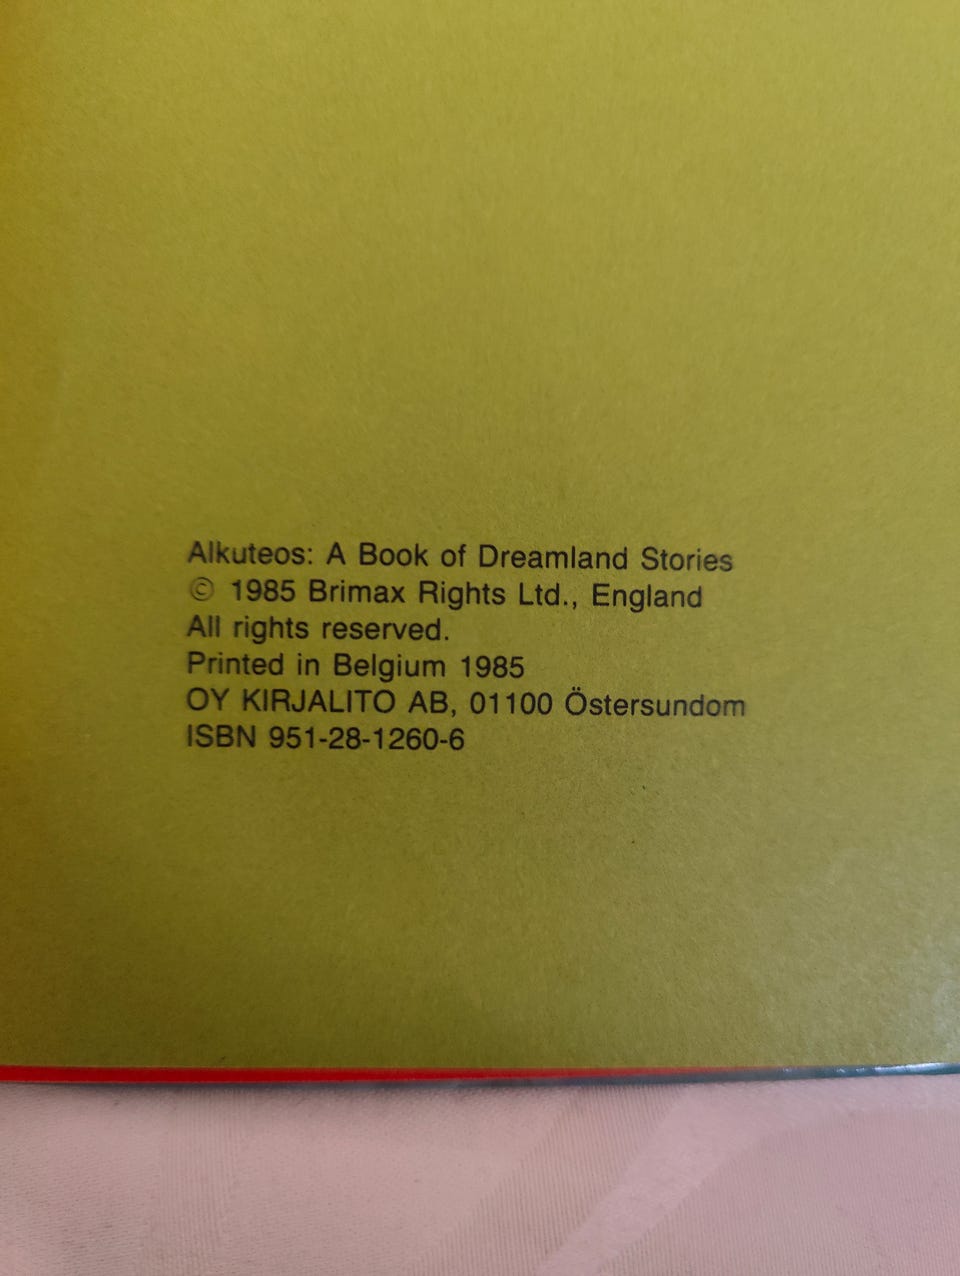 Alkuteos: A Book of Dreamland Stories
© 1985 Brimax Rights Ltd., England
All rights reserved.
Printed in Belgium 1985
OY KIRJALITO AB, 01100 Östersundom
ISBN 951-28-1260-6